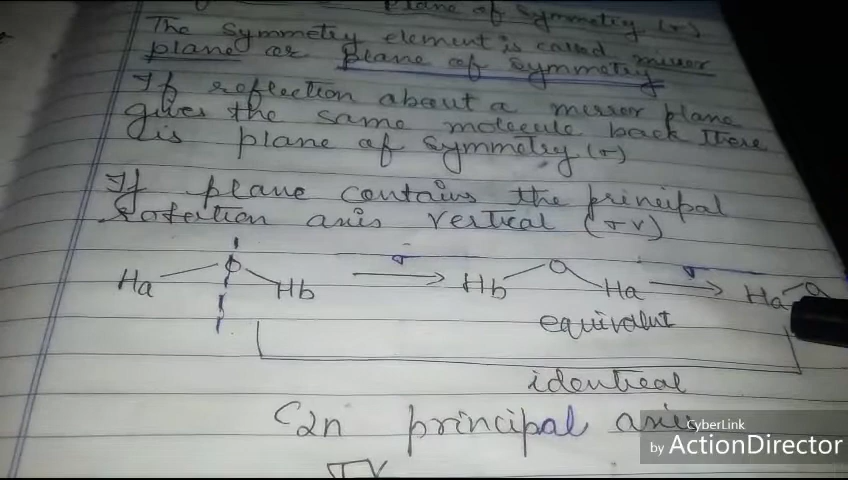 Plane of Symmetry (σ)
The symmetry element is called mirror
plane or plane of symmetry
If reflection about a mirror plane
gives the same molecule back there
is plane of symmetry (σ)
If plane contains the principal
rotation axis vertical (σV)
Ha O Hb σ Hb O Ha σ Ha O
equivalent
identical
C2n principal axis
σV
CyberLink
by ActionDirector